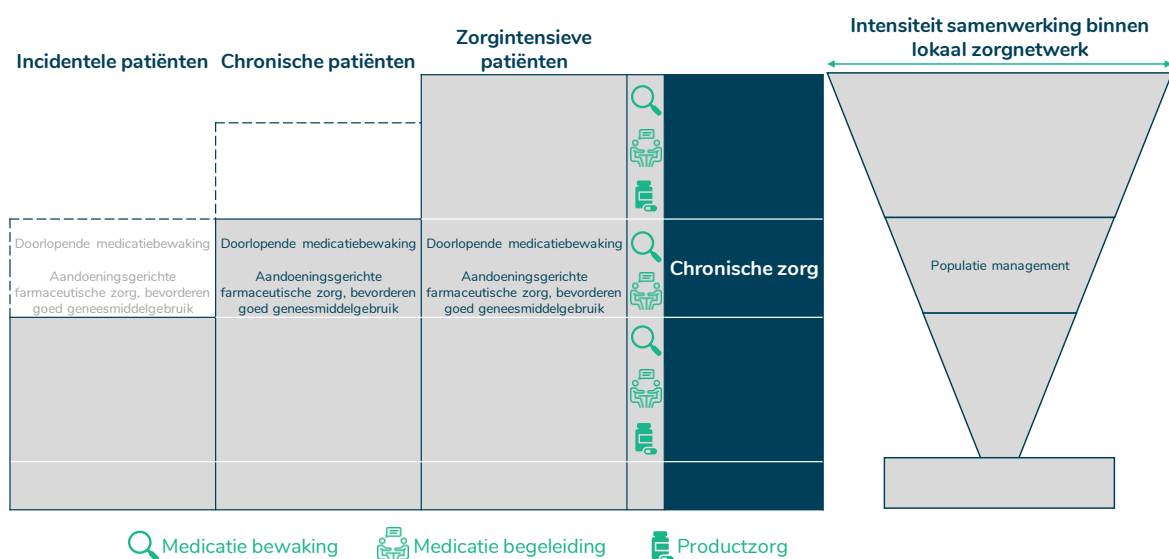 Incidentele patiënten
Chronische patiënten
Zorgintensieve
patiënten
Intensiteit samenwerking binnen
lokaal zorgnetwerk
Doorlopende medicatiebewaking
Aandoeningsgerichte
farmaceutische zorg, bevorderen
goed geneesmiddelgebruik
Doorlopende medicatiebewaking
Aandoeningsgerichte
farmaceutische zorg, bevorderen
goed geneesmiddelgebruik
Doorlopende medicatiebewaking
Aandoeningsgerichte
farmaceutische zorg, bevorderen
goed geneesmiddelgebruik
Chronische zorg
Populatie management
Medicatie bewaking
Medicatie begeleiding
Productzorg